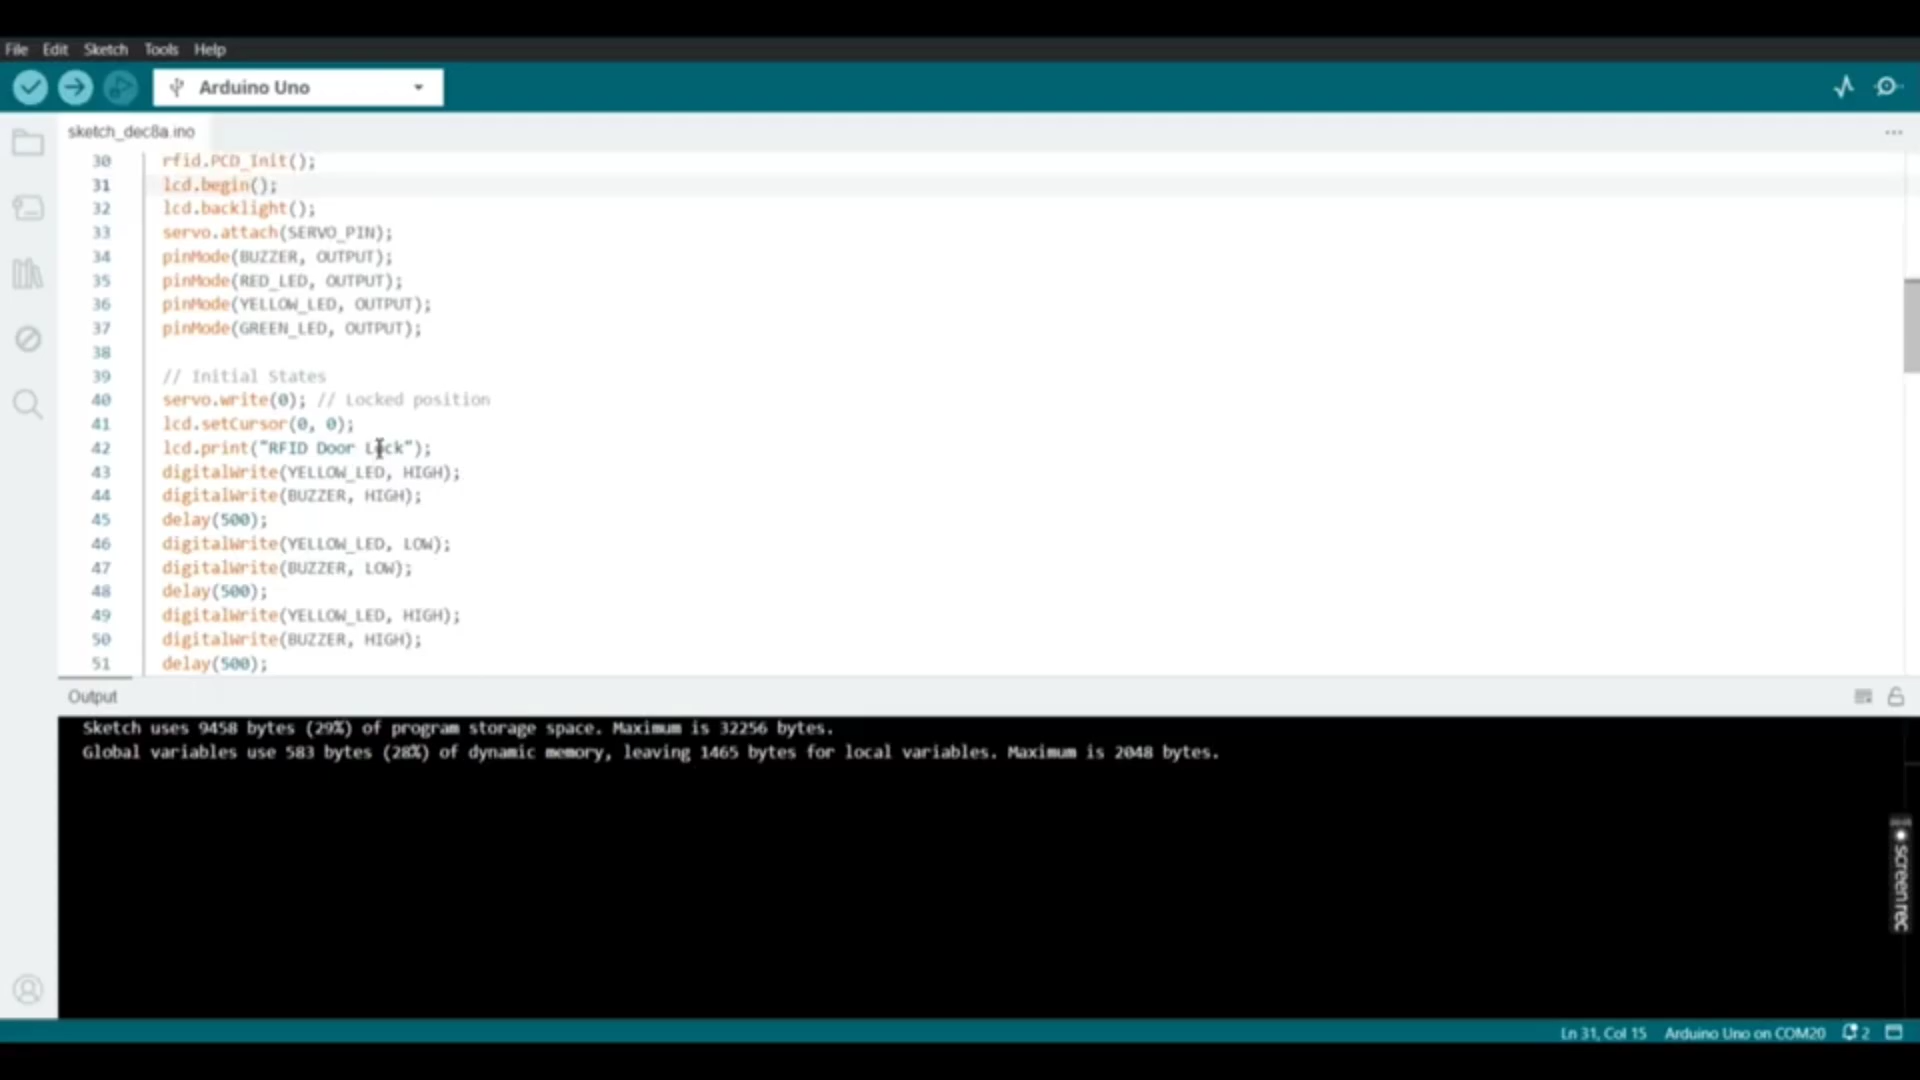 File Edit Sketch Tools Help
Arduino Uno
sketch_dec8a.ino
30 rfid.PCD_Init();
31 lcd.begin();
32 lcd.backlight();
33 servo.attach(SERVO_PIN);
34 pinMode(BUZZER, OUTPUT);
35 pinMode(RED_LED, OUTPUT);
36 pinMode(YELLOW_LED, OUTPUT);
37 pinMode(GREEN_LED, OUTPUT);
38
39 // Initial States
40 servo.write(0); // Locked position
41 lcd.setCursor(0, 0);
42 lcd.print("RFID Door Lock");
43 digitalWrite(YELLOW_LED, HIGH);
44 digitalWrite(BUZZER, HIGH);
45 delay(500);
46 digitalWrite(YELLOW_LED, LOW);
47 digitalWrite(BUZZER, LOW);
48 delay(500);
49 digitalWrite(YELLOW_LED, HIGH);
50 digitalWrite(BUZZER, HIGH);
51 delay(500);
Output
Sketch uses 9458 bytes (29%) of program storage space. Maximum is 32256 bytes.
Global variables use 583 bytes (28%) of dynamic memory, leaving 1465 bytes for local variables. Maximum is 2048 bytes.
screenrec
Ln 31, Col 15 Arduino Uno on COM20 2